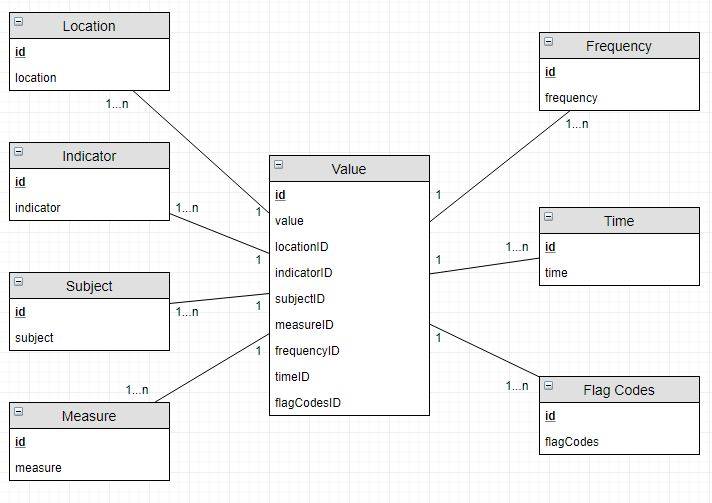 Location
id
location
1...n
Indicator
id
indicator
1...n
Subject
id
subject
1...n
Measure
id
measure
1...n
Value
id
value
locationID
indicatorID
subjectID
measureID
frequencyID
timeID
flagCodesID
1
1
1
1
1
1
1
Frequency
id
frequency
1...n
Time
id
time
1...n
Flag Codes
id
flagCodes
1...n